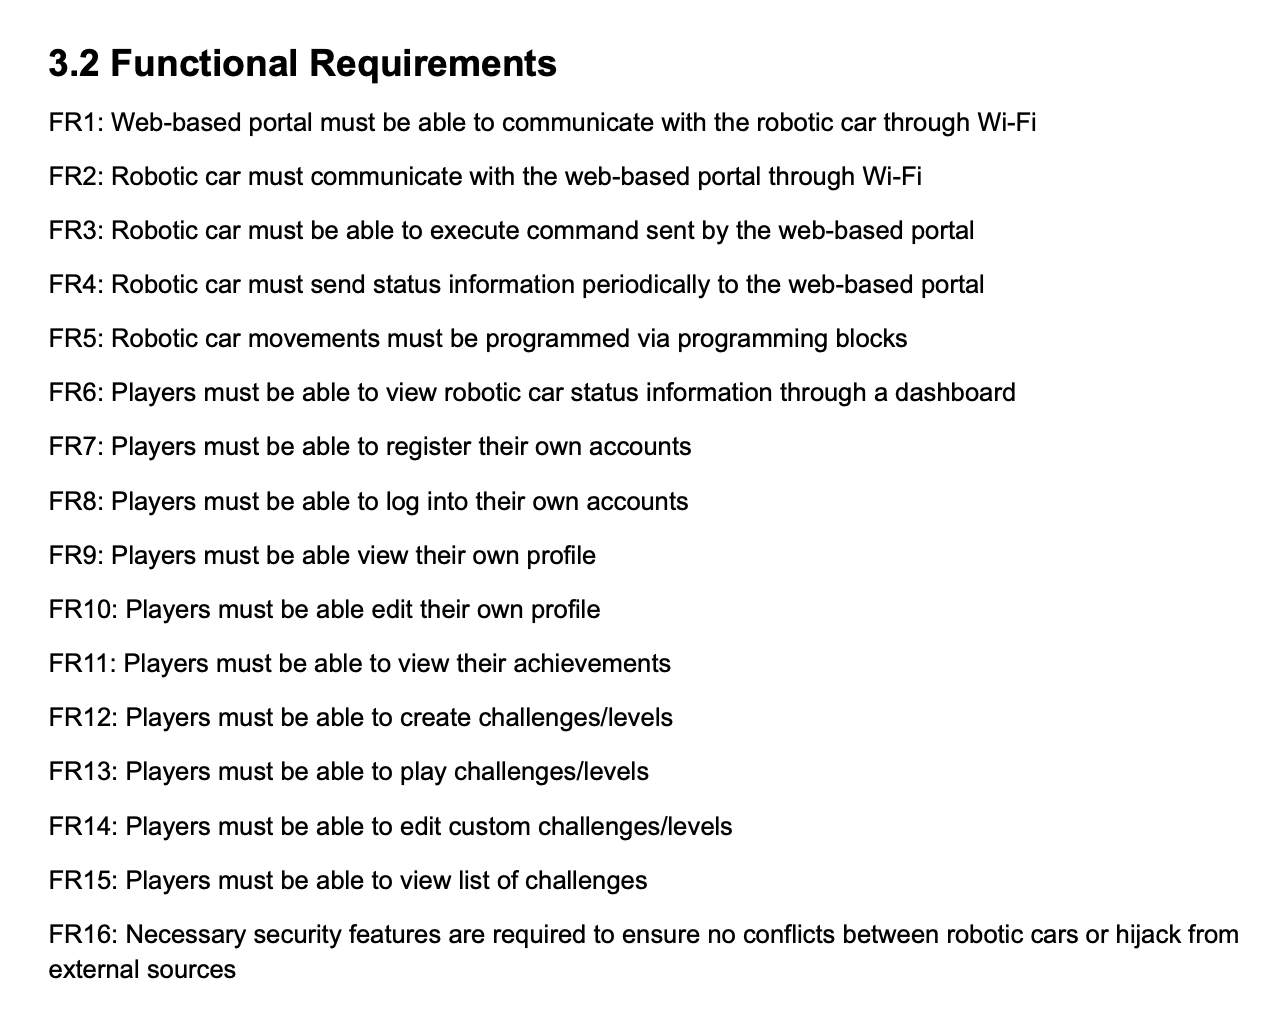 3.2 Functional Requirements
FR1: Web-based portal must be able to communicate with the robotic car through Wi-Fi
FR2: Robotic car must communicate with the web-based portal through Wi-Fi
FR3: Robotic car must be able to execute command sent by the web-based portal
FR4: Robotic car must send status information periodically to the web-based portal
FR5: Robotic car movements must be programmed via programming blocks
FR6: Players must be able to view robotic car status information through a dashboard
FR7: Players must be able to register their own accounts
FR8: Players must be able to log into their own accounts
FR9: Players must be able view their own profile
FR10: Players must be able edit their own profile
FR11: Players must be able to view their achievements
FR12: Players must be able to create challenges/levels
FR13: Players must be able to play challenges/levels
FR14: Players must be able to edit custom challenges/levels
FR15: Players must be able to view list of challenges
FR16: Necessary security features are required to ensure no conflicts between robotic cars or hijack from
external sources